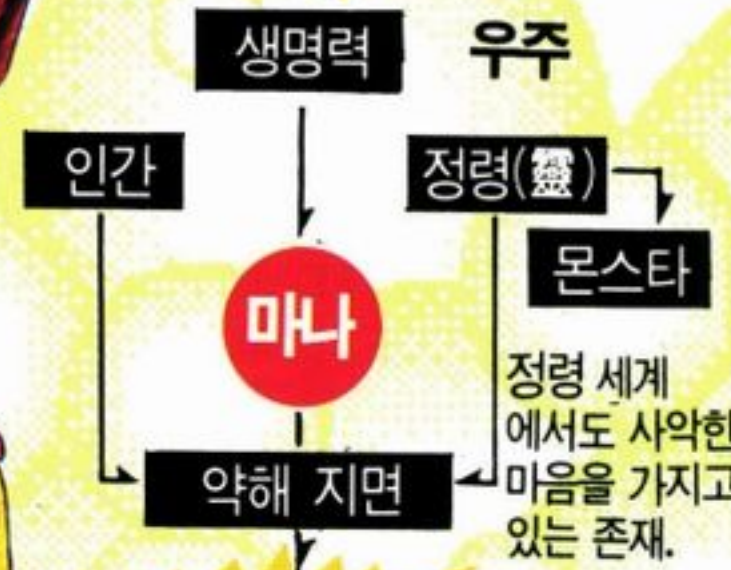 생명력
우주
인간
정령(靈)
몬스타
마나
정령 세계
에서도 사악한
마음을 가지고
있는 존재.
약해 지면